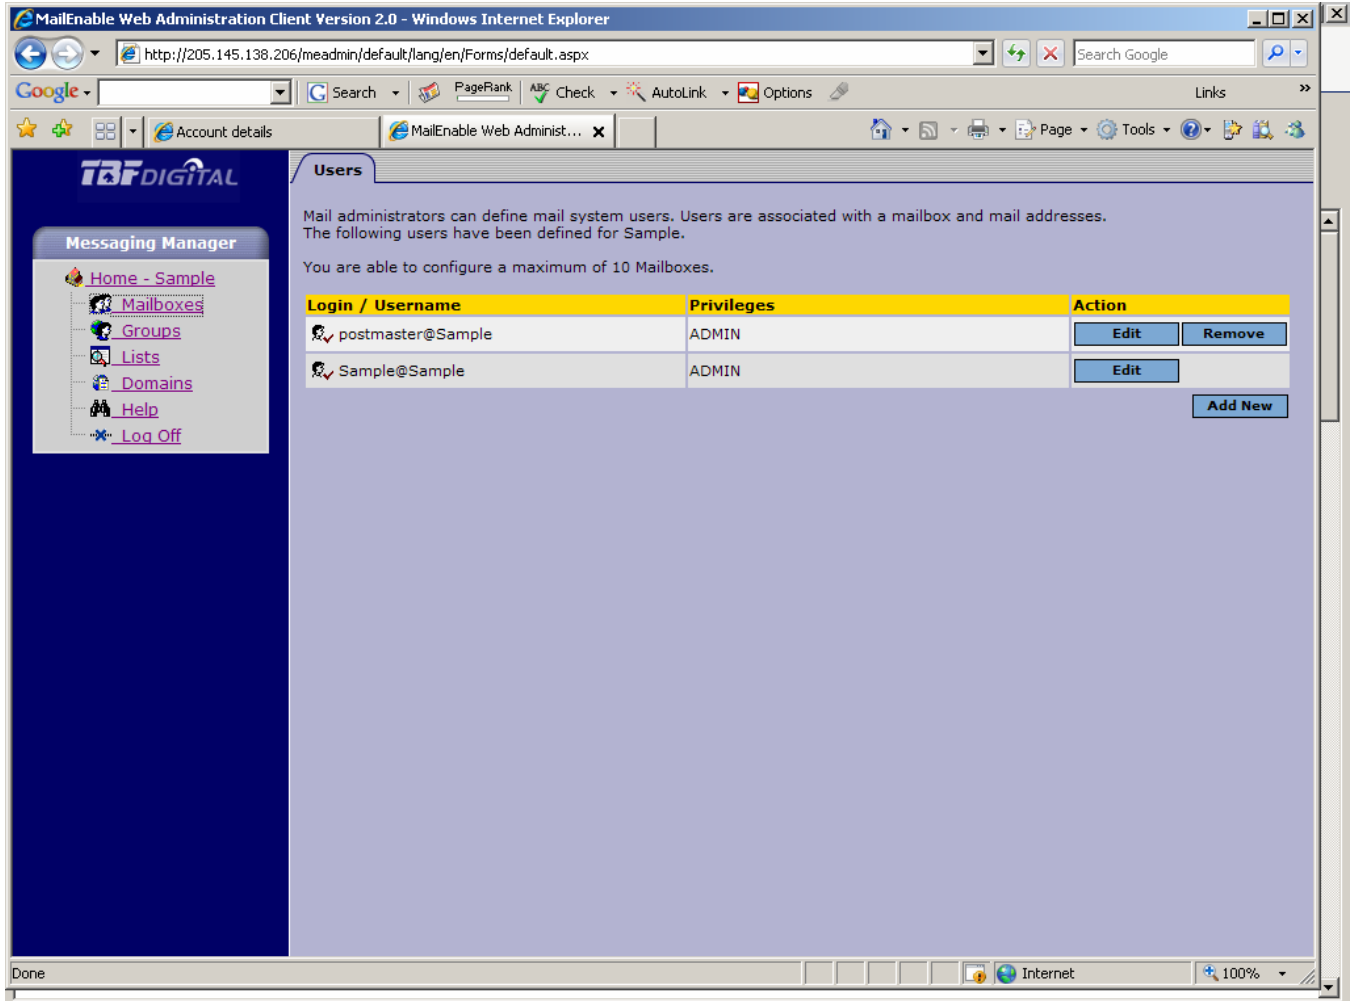 MailEnable Web Administration Client Version 2.0 - Windows Internet Explorer
http://205.145.138.206/meadmin/default/lang/en/Forms/default.aspx
Search Google
Google
G Search
PageRank
ABC Check
AutoLink
Options
Links
Account details
MailEnable Web Administ...
Page
Tools
TBF DIGITAL
Users
Mail administrators can define mail system users. Users are associated with a mailbox and mail addresses.
The following users have been defined for Sample.
You are able to configure a maximum of 10 Mailboxes.
Messaging Manager
Home - Sample
Mailboxes
Groups
Lists
Domains
Help
Log Off
Login / Username Privileges Action
postmaster@Sample ADMIN Edit Remove
Sample@Sample ADMIN Edit
Add New
Done
Internet
100%